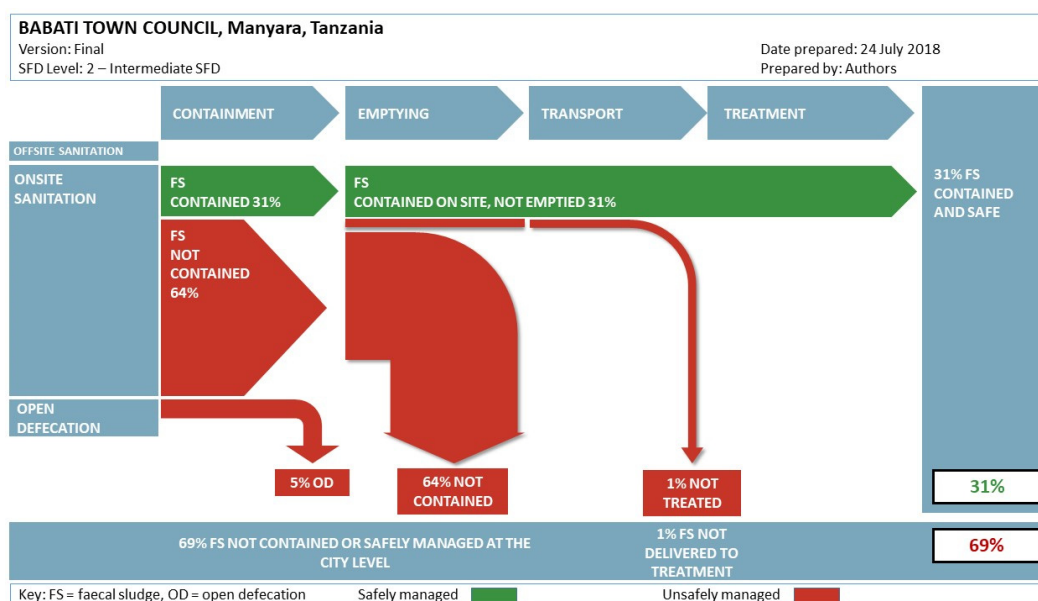 BABATI TOWN COUNCIL, Manyara, Tanzania
Version: Final
Date prepared: 24 July 2018
SFD Level: 2 – Intermediate SFD
Prepared by: Authors
CONTAINMENT
EMPTYING
TRANSPORT
TREATMENT
OFFSITE SANITATION
ONSITE
SANITATION
FS
CONTAINED 31%
FS
CONTAINED ON SITE, NOT EMPTIED 31%
31% FS
CONTAINED
AND SAFE
FS
NOT
CONTAINED
64%
OPEN
DEFECATION
5% OD
64% NOT
CONTAINED
1% NOT
TREATED
31%
69% FS NOT CONTAINED OR SAFELY MANAGED AT THE
CITY LEVEL
1% FS NOT
DELIVERED TO
TREATMENT
69%
Key: FS = faecal sludge, OD = open defecation
Safely managed
Unsafely managed